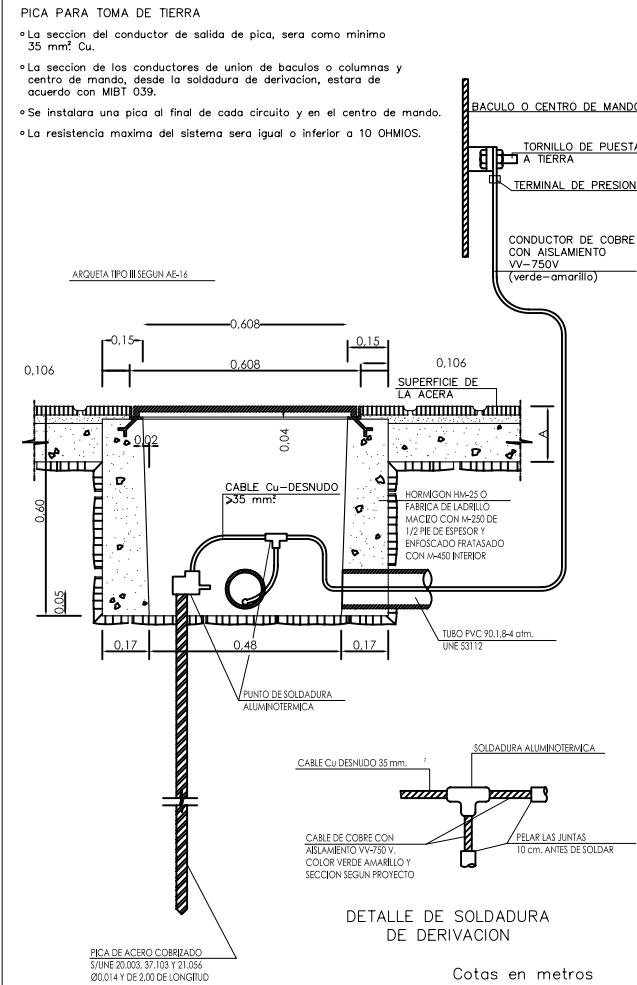 PICA PARA TOMA DE TIERRA
° La seccion del conductor de salida de pica, sera como minimo
35 mm² Cu.
° La seccion de los conductores de union de baculos o columnas y
centro de mando, desde la soldadura de derivacion, estara de
acuerdo con MIBT 039.
° Se instalara una pica al final de cada circuito y en el centro de mando.
° La resistencia maxima del sistema sera igual o inferior a 10 OHMIOS.
BACULO O CENTRO DE MANDO
TORNILLO DE PUESTA
A TIERRA
TERMINAL DE PRESION
CONDUCTOR DE COBRE
CON AISLAMIENTO
VV-750V
(verde-amarillo)
ARQUETA TIPO III SEGUN AE-16
0,608
0,15
0,15
0,608
0,106
0,106
SUPERFICIE DE
LA ACERA
0,02
0,04
A
0,60
CABLE Cu-DESNUDO
≥35 mm²
HORMIGON HM-25 O
FABRICA DE LADRILLO
MACIZO CON M-250 DE
1/2 PIE DE ESPESOR Y
ENFOSCADO FRATASADO
CON M-450 INTERIOR
0,05
0,17
0,48
0,17
TUBO PVC 90.1,8-4 atm.
UNE 53112
PUNTO DE SOLDADURA
ALUMINOTERMICA
SOLDADURA ALUMINOTERMICA
CABLE Cu DESNUDO 35 mm. ²
CABLE DE COBRE CON
AISLAMIENTO VV-750 V.
COLOR VERDE AMARILLO Y
SECCION SEGUN PROYECTO
PELAR LAS JUNTAS
10 cm. ANTES DE SOLDAR
DETALLE DE SOLDADURA
DE DERIVACION
PICA DE ACERO COBRIZADO
S/UNE 20.003, 37.103 Y 21.056
Ø0,014 Y DE 2,00 DE LONGITUD
Cotas en metros